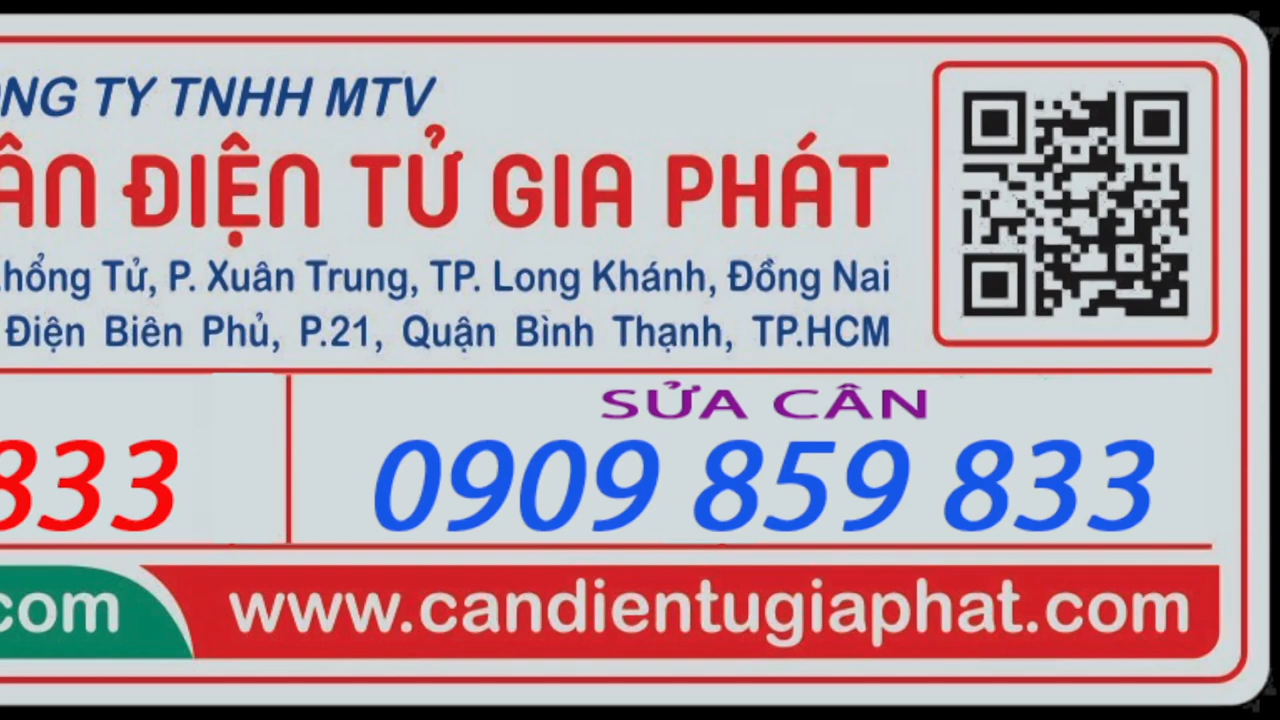 NG TY TNHH MTV
ÂN ĐIỆN TỬ GIA PHÁT
hổng Tử, P. Xuân Trung, TP. Long Khánh, Đồng Nai
Điện Biên Phủ, P.21, Quận Bình Thạnh, TP.HCM
SỬA CÂN
833
0909 859 833
.com
www.candientugiaphat.com